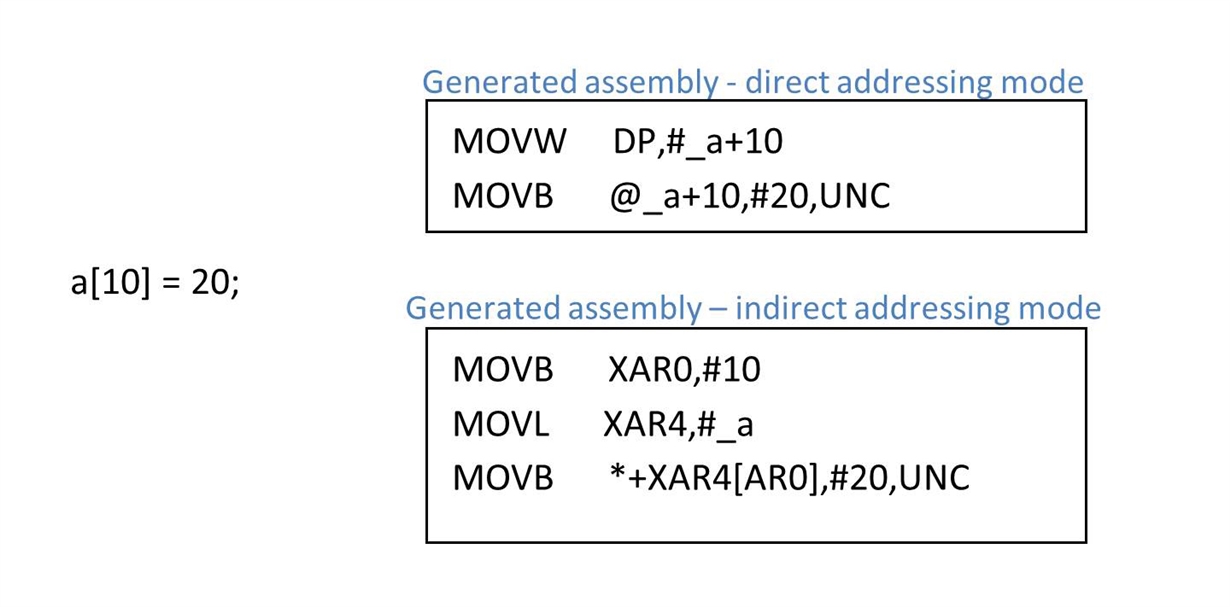 Generated assembly - direct addressing mode
MOVW DP,#_a+10
MOVB @_a+10,#20,UNC
a[10] = 20;
Generated assembly – indirect addressing mode
MOVB XAR0,#10
MOVL XAR4,#_a
MOVB *+XAR4[AR0],#20,UNC